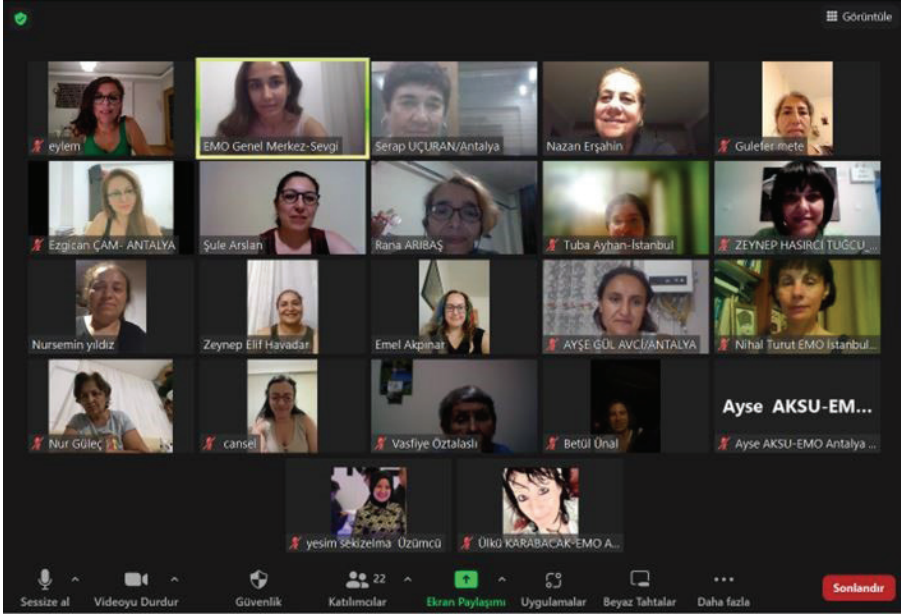 Görüntüle
eylem
EMO Genel Merkez-Sevgi
Serap UÇURAN/Antalya
Nazan Erşahin
Gulefer mete
Ezgican ÇAM- ANTALYA
Şule Arslan
Rana ARIBAŞ
Tuba Ayhan-İstanbul
ZEYNEP HASIRCI TUĞCU_...
Nursemin yıldız
Zeynep Elif Havadar
Emel Akpınar
AYŞE GÜL AVCİ/ANTALYA
Nihal Turut EMO İstanbul...
Nur Güleç
cansel
Vasfiye Öztalaslı
Betül Ünal
Ayse AKSU-EM...
Ayse AKSU-EMO Antalya ...
yesim sekizelma Üzümcü
Ülkü KARABACAK-EMO A...
Sessize al
Videoyu Durdur
Güvenlik
22
Katılımcılar
Ekran Paylaşımı
Uygulamalar
Beyaz Tahtalar
Daha fazla
Sonlandır